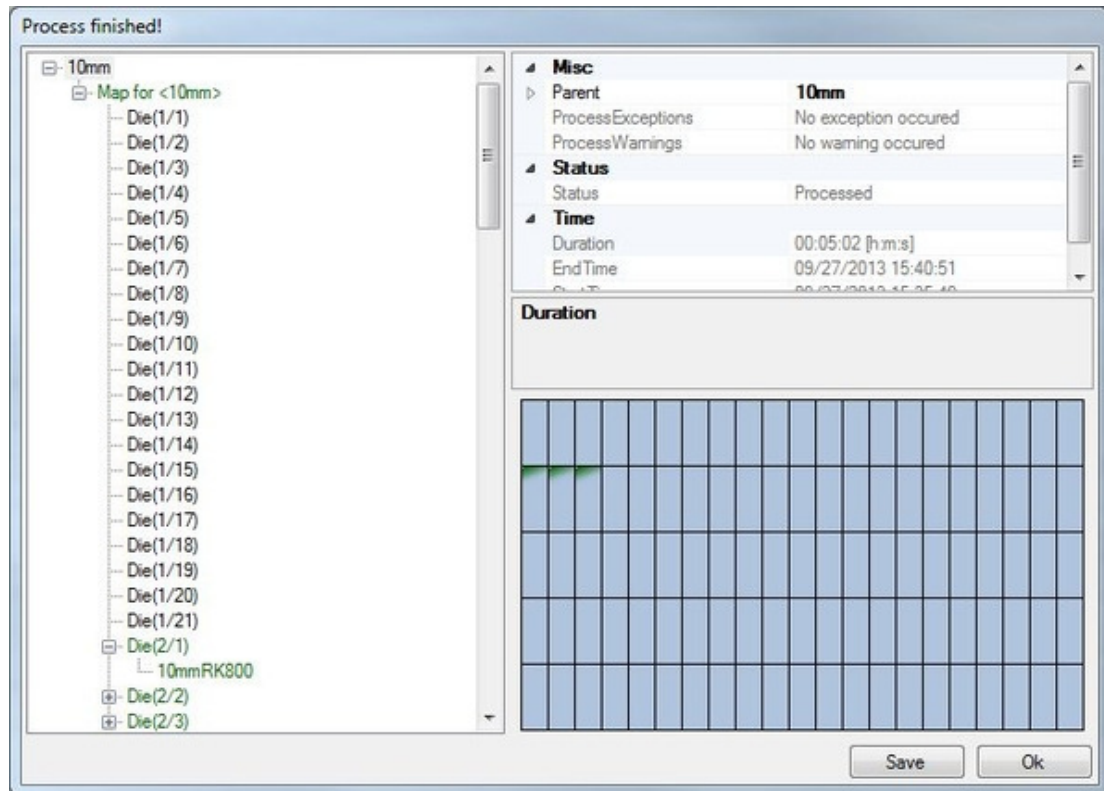 Process finished!
10mm
Map for <10mm>
Die(1/1)
Die(1/2)
Die(1/3)
Die(1/4)
Die(1/5)
Die(1/6)
Die(1/7)
Die(1/8)
Die(1/9)
Die(1/10)
Die(1/11)
Die(1/12)
Die(1/13)
Die(1/14)
Die(1/15)
Die(1/16)
Die(1/17)
Die(1/18)
Die(1/19)
Die(1/20)
Die(1/21)
Die(2/1)
10mmRK800
Die(2/2)
Die(2/3)
Misc
Parent 10mm
ProcessExceptions No exception occured
ProcessWarnings No warning occured
Status
Status Processed
Time
Duration 00:05:02 [h:m:s]
EndTime 09/27/2013 15:40:51
Duration
Save Ok